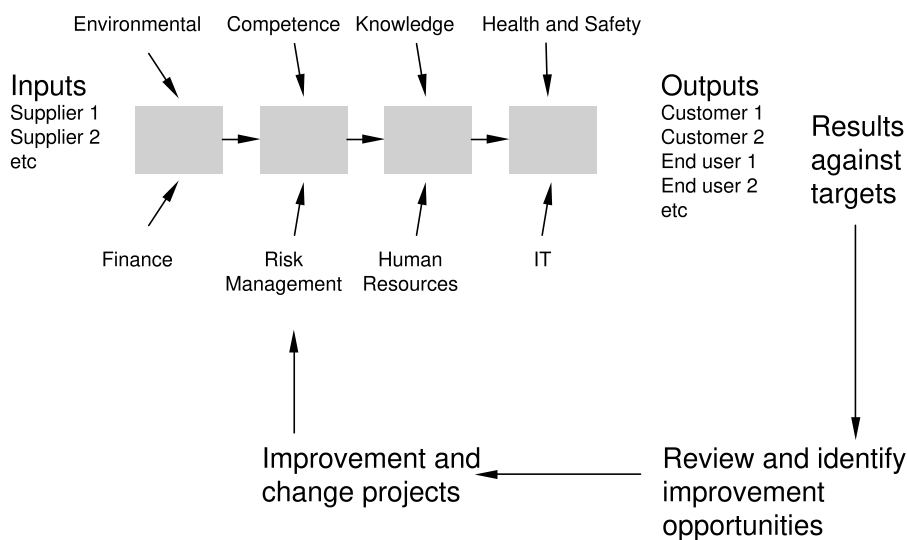 Environmental
Competence
Knowledge
Health and Safety
Inputs
Supplier 1
Supplier 2
etc
Outputs
Customer 1
Customer 2
End user 1
End user 2
etc
Results
against
targets
Finance
Risk
Management
Human
Resources
IT
Improvement and
change projects
Review and identify
improvement
opportunities